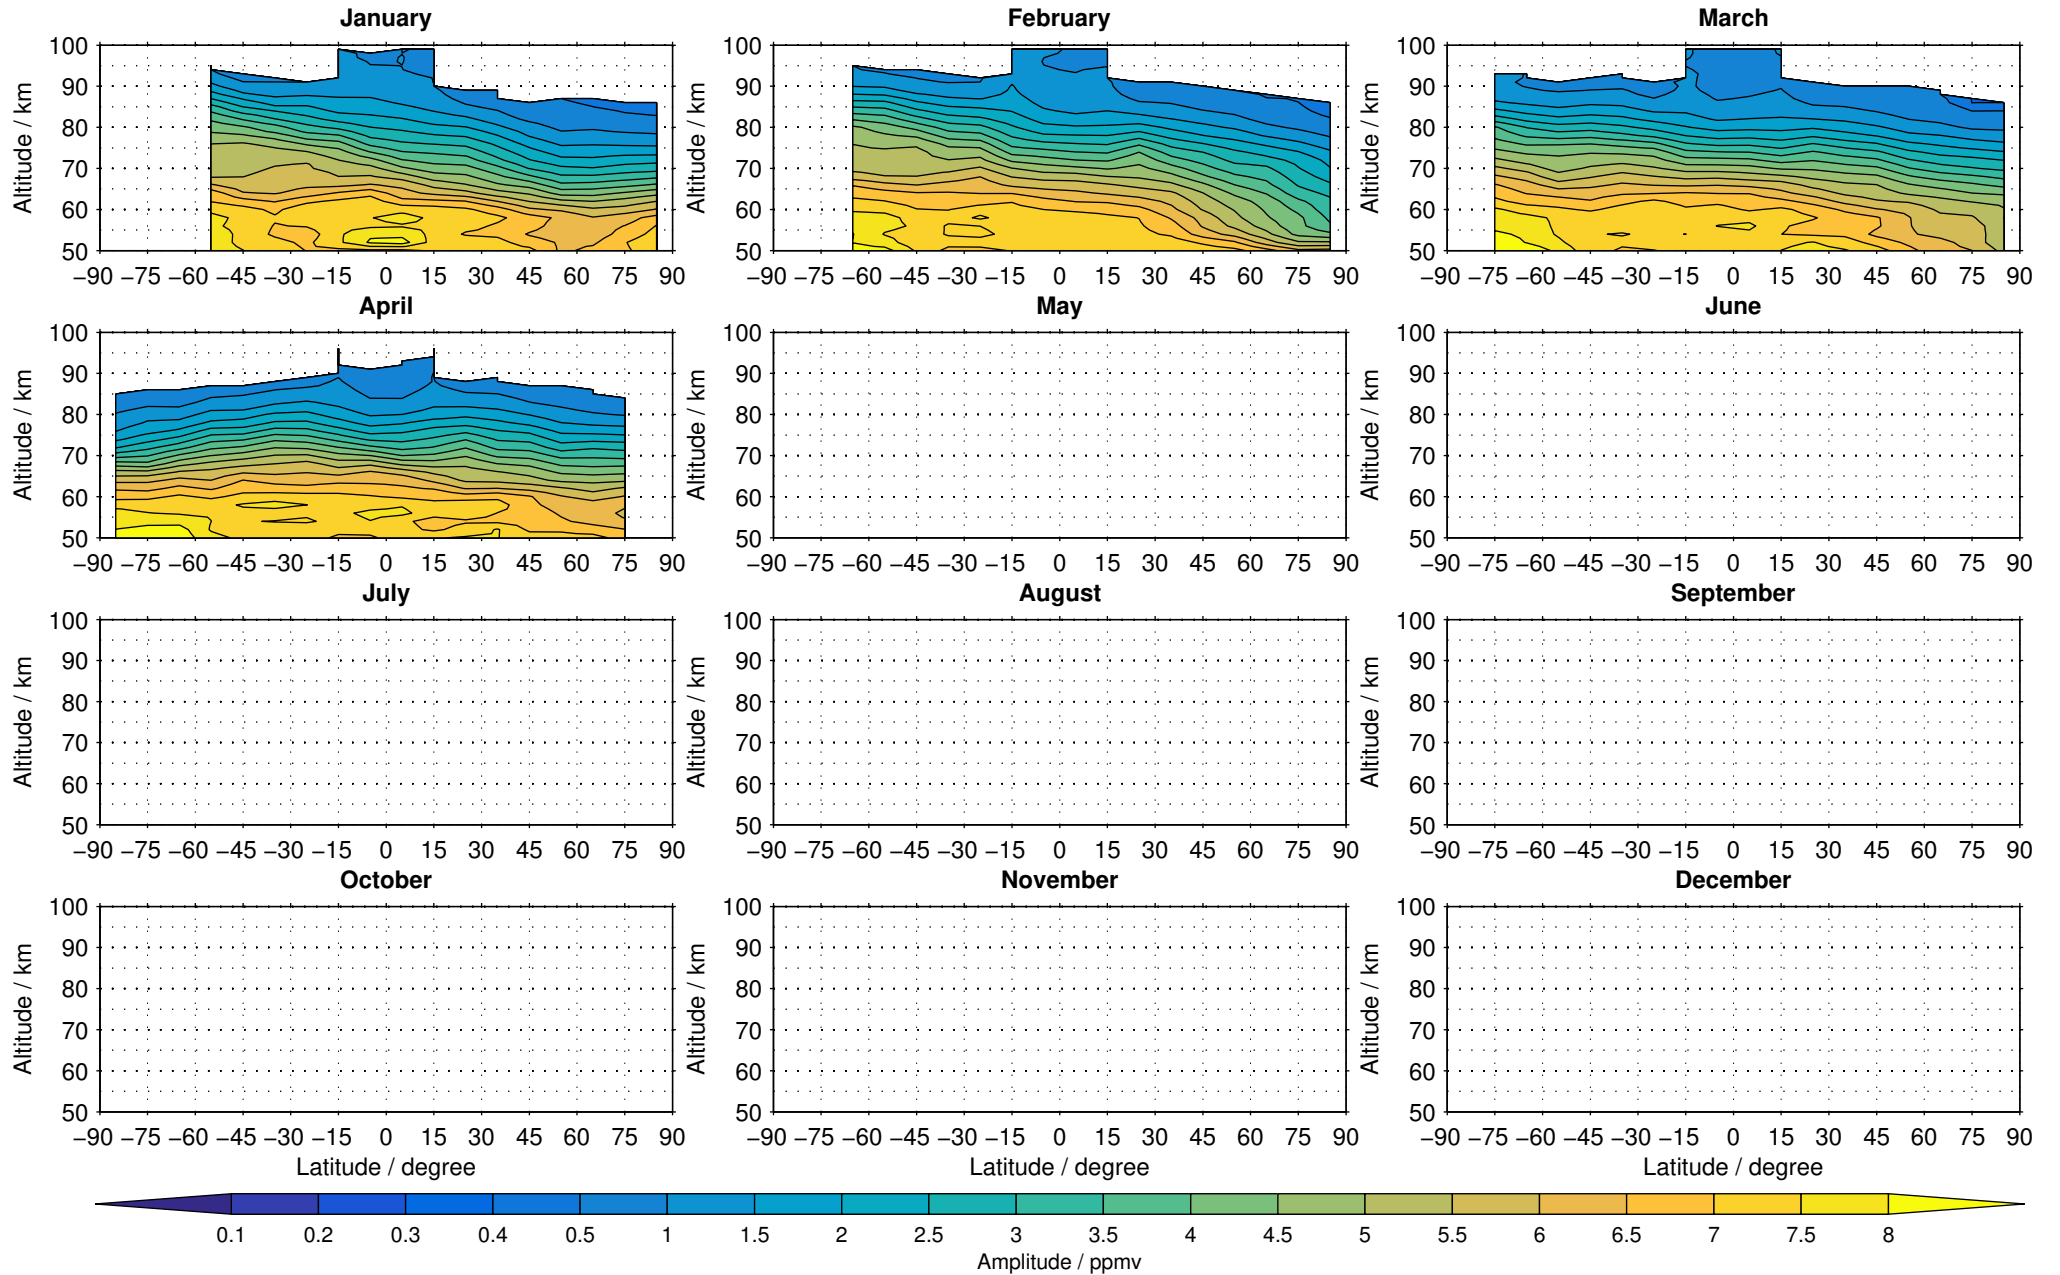 January February March
100 100 100
90 90 90
80 80 80
70 70 70
60 60 60
50 50 50
Altitude / km Altitude / km Altitude / km
−90 −75 −60 −45 −30 −15 0 15 30 45 60 75 90 −90 −75 −60 −45 −30 −15 0 15 30 45 60 75 90 −90 −75 −60 −45 −30 −15 0 15 30 45 60 75 90
April May June
100 100 100
90 90 90
80 80 80
70 70 70
60 60 60
50 50 50
Altitude / km Altitude / km Altitude / km
−90 −75 −60 −45 −30 −15 0 15 30 45 60 75 90 −90 −75 −60 −45 −30 −15 0 15 30 45 60 75 90 −90 −75 −60 −45 −30 −15 0 15 30 45 60 75 90
July August September
100 100 100
90 90 90
80 80 80
70 70 70
60 60 60
50 50 50
Altitude / km Altitude / km Altitude / km
−90 −75 −60 −45 −30 −15 0 15 30 45 60 75 90 −90 −75 −60 −45 −30 −15 0 15 30 45 60 75 90 −90 −75 −60 −45 −30 −15 0 15 30 45 60 75 90
October November December
100 100 100
90 90 90
80 80 80
70 70 70
60 60 60
50 50 50
Altitude / km Altitude / km Altitude / km
−90 −75 −60 −45 −30 −15 0 15 30 45 60 75 90 −90 −75 −60 −45 −30 −15 0 15 30 45 60 75 90 −90 −75 −60 −45 −30 −15 0 15 30 45 60 75 90
Latitude / degree Latitude / degree Latitude / degree
0.1 0.2 0.3 0.4 0.5 1 1.5 2 2.5 3 3.5 4 4.5 5 5.5 6 6.5 7 7.5 8
Amplitude / ppmv